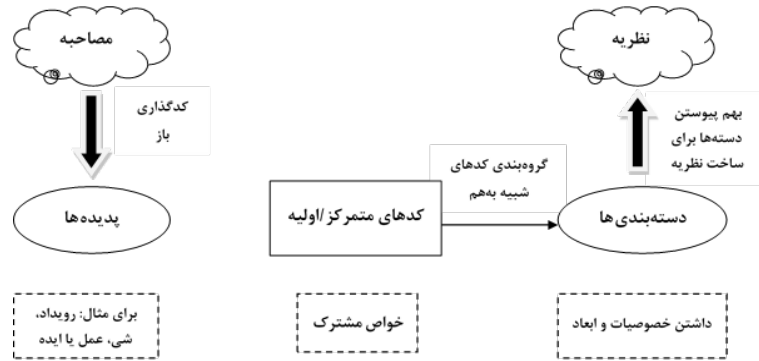 مصاحبه
نظریه
کدگذاری
باز
بهم پیوستن
دسته‌ها برای
ساخت نظریه
گروه‌بندی کدهای
شبیه به‌هم
پدیده‌ها
کدهای متمرکز/اولیه
دسته‌بندی‌ها
برای مثال: رویداد،
شی، عمل یا ایده
خواص مشترک
داشتن خصوصیات و ابعاد